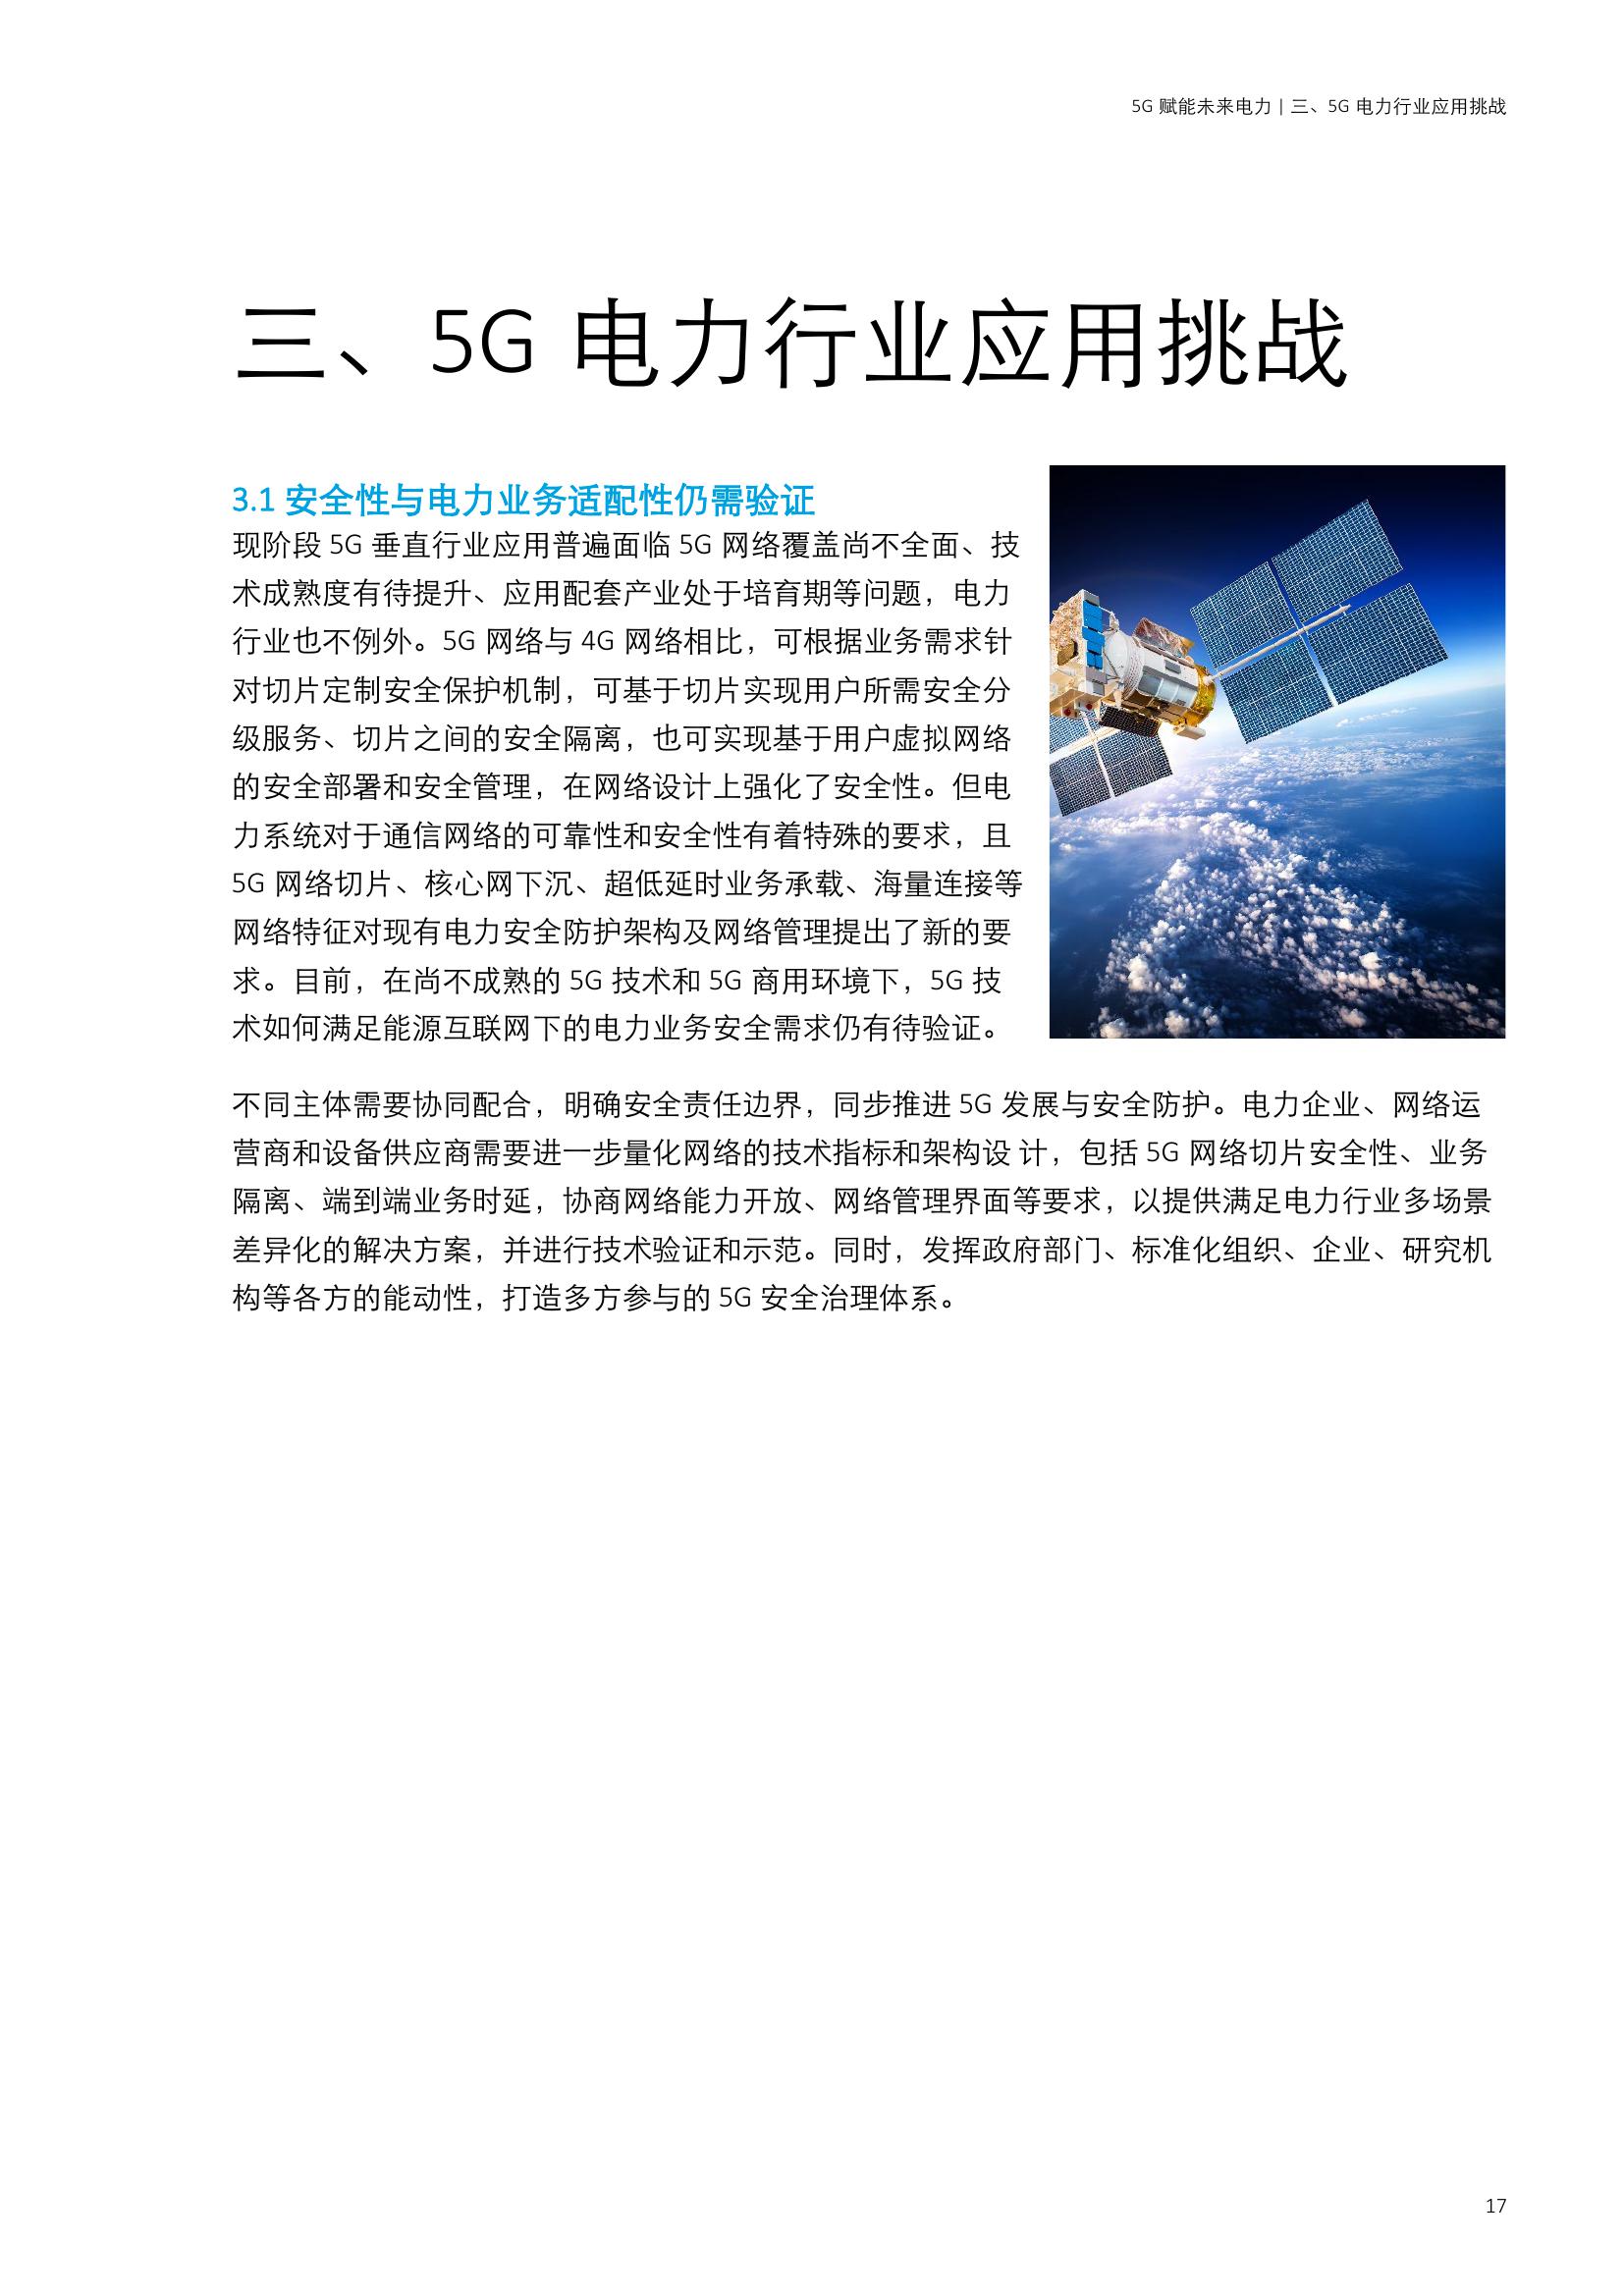 5G 赋能未来电力 | 三、5G 电力行业应用挑战
三、5G 电力行业应用挑战
3.1 安全性与电力业务适配性仍需验证
现阶段 5G 垂直行业应用普遍面临 5G 网络覆盖尚不全面、技
术成熟度有待提升、应用配套产业处于培育期等问题，电力
行业也不例外。5G 网络与 4G 网络相比，可根据业务需求针
对切片定制安全保护机制，可基于切片实现用户所需安全分
级服务、切片之间的安全隔离，也可实现基于用户虚拟网络
的安全部署和安全管理，在网络设计上强化了安全性。但电
力系统对于通信网络的可靠性和安全性有着特殊的要求，且
5G 网络切片、核心网下沉、超低延时业务承载、海量连接等
网络特征对现有电力安全防护架构及网络管理提出了新的要
求。目前，在尚不成熟的 5G 技术和 5G 商用环境下，5G 技
术如何满足能源互联网下的电力业务安全需求仍有待验证。
不同主体需要协同配合，明确安全责任边界，同步推进 5G 发展与安全防护。电力企业、网络运
营商和设备供应商需要进一步量化网络的技术指标和架构设 计，包括 5G 网络切片安全性、业务
隔离、端到端业务时延，协商网络能力开放、网络管理界面等要求，以提供满足电力行业多场景
差异化的解决方案，并进行技术验证和示范。同时，发挥政府部门、标准化组织、企业、研究机
构等各方的能动性，打造多方参与的 5G 安全治理体系。
17